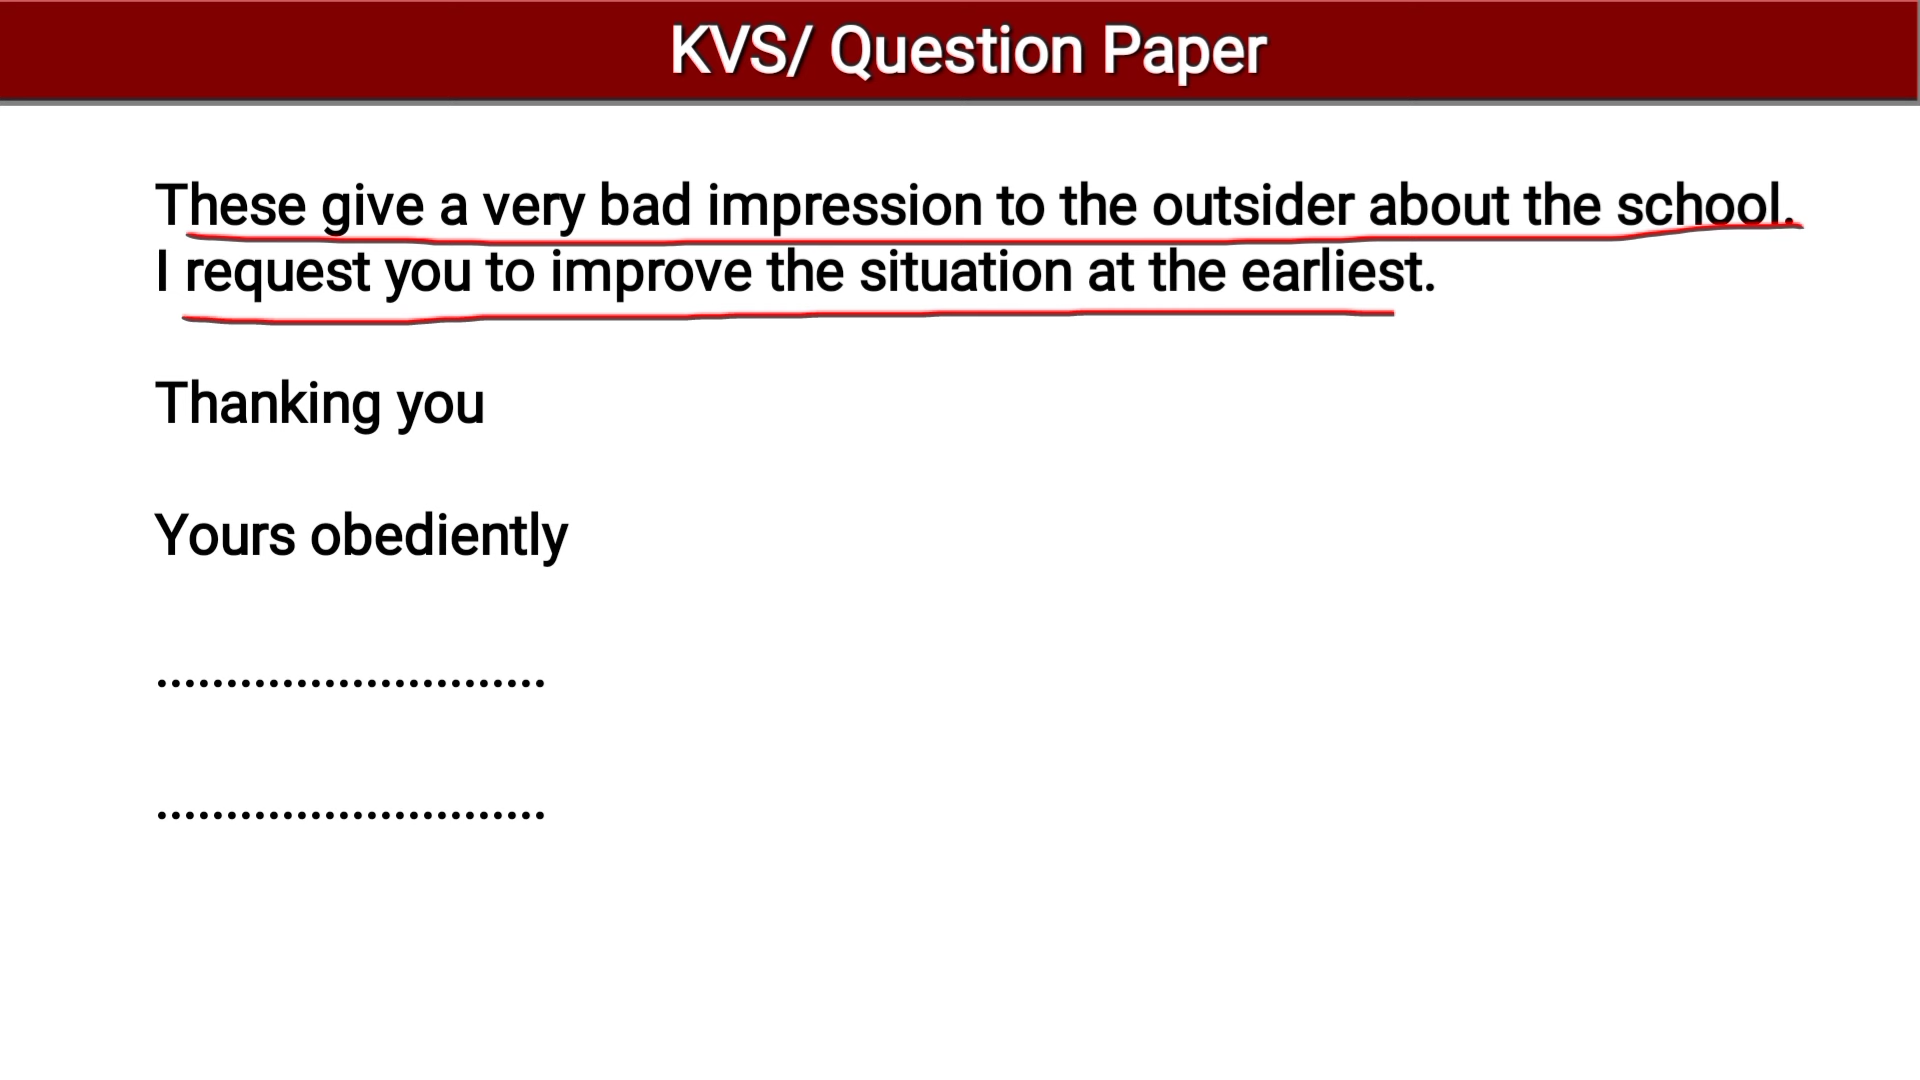 KVS/ Question Paper
These give a very bad impression to the outsider about the school.
I request you to improve the situation at the earliest.
Thanking you
Yours obediently
............................
............................